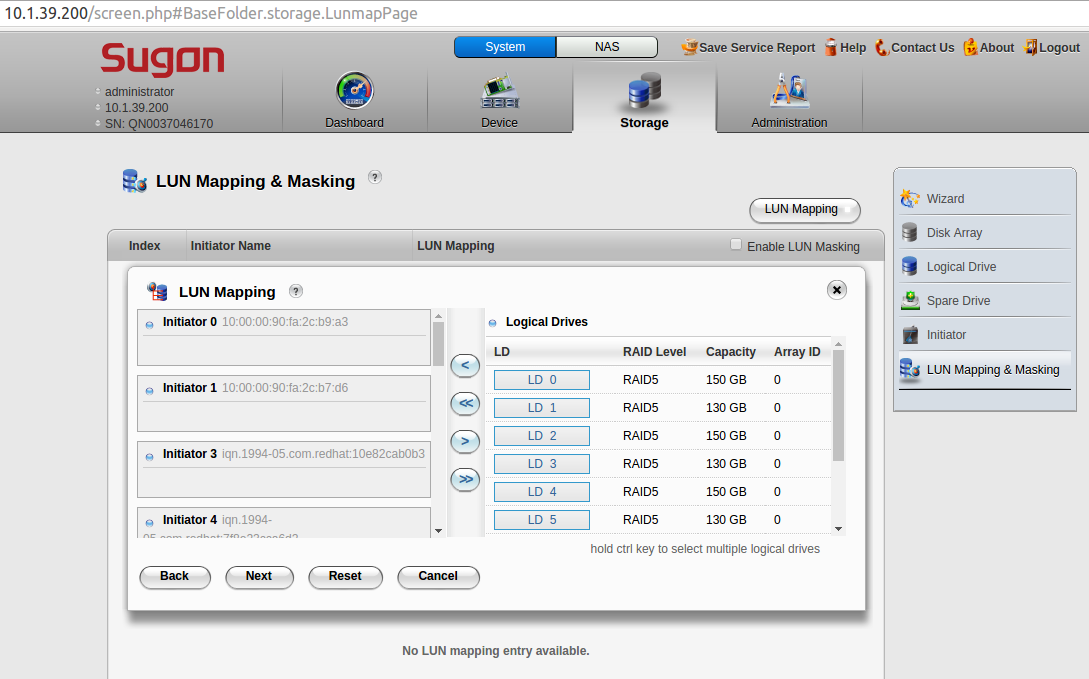 10.1.39.200/screen.php#BaseFolder.storage.LunmapPage
Sugon
System NAS
Save Service Report Help Contact Us About Logout
administrator
10.1.39.200
SN: QN0037046170
Dashboard Device Storage Administration
LUN Mapping & Masking ?
LUN Mapping
Index Initiator Name LUN Mapping Enable LUN Masking
LUN Mapping ?
Initiator 0 10:00:00:90:fa:2c:b9:a3
Initiator 1 10:00:00:90:fa:2c:b7:d6
Initiator 3 iqn.1994-05.com.redhat:10e82cab0b3
Initiator 4 iqn.1994-
<
<<
>
>>
Logical Drives
LD RAID Level Capacity Array ID
LD 0 RAID5 150 GB 0
LD 1 RAID5 130 GB 0
LD 2 RAID5 150 GB 0
LD 3 RAID5 130 GB 0
LD 4 RAID5 150 GB 0
LD 5 RAID5 130 GB 0
hold ctrl key to select multiple logical drives
Back Next Reset Cancel
No LUN mapping entry available.
Wizard
Disk Array
Logical Drive
Spare Drive
Initiator
LUN Mapping & Masking